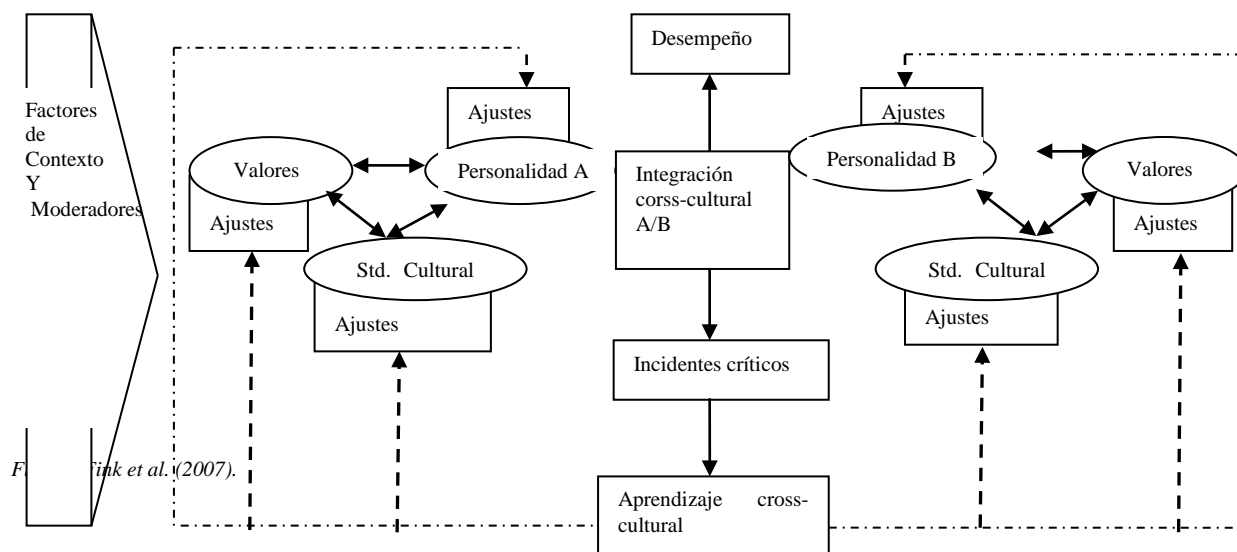 Factores
de
Contexto
Y
Moderadores
Desempeño
Ajustes
Valores
Personalidad A
Ajustes
Std. Cultural
Ajustes
Integración
corss-cultural
A/B
Ajustes
Personalidad B
Valores
Ajustes
Std. Cultural
Ajustes
Incidentes críticos
Aprendizaje cross-
cultural
et al. (2007).